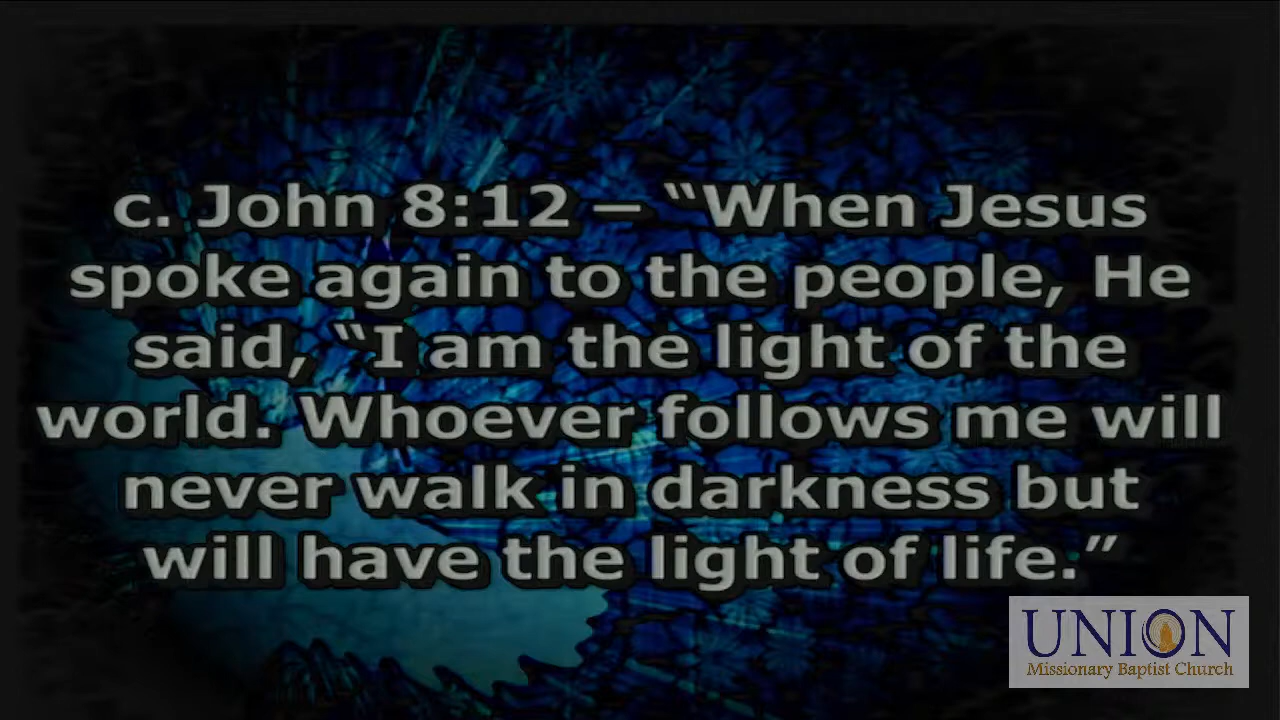 c. John 8:12 – “When Jesus
spoke again to the people, He
said, “I am the light of the
world. Whoever follows me will
never walk in darkness but
will have the light of life.”
UNION
Missionary Baptist Church